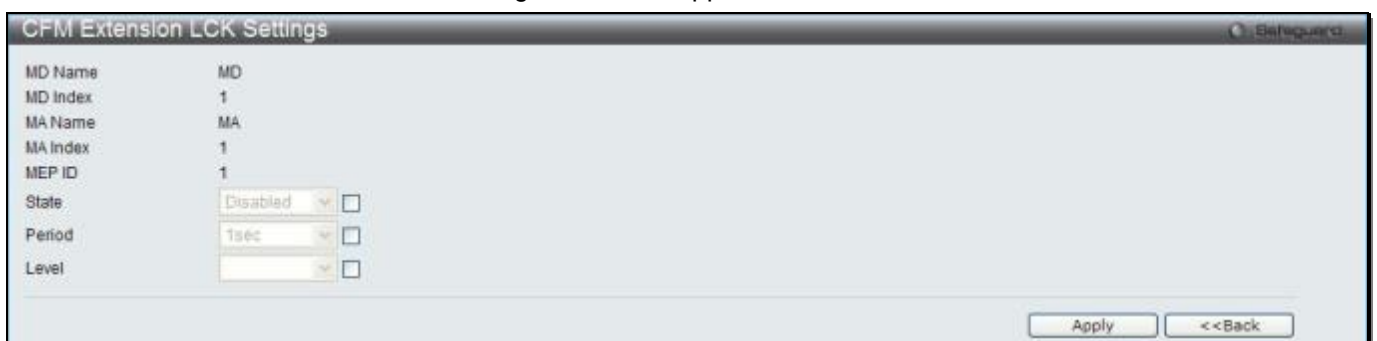 CFM Extension LCK Settings Safeguard
MD Name MD
MD Index 1
MA Name MA
MA Index 1
MEP ID 1
State Disabled
Period 1sec
Level
Apply <<Back